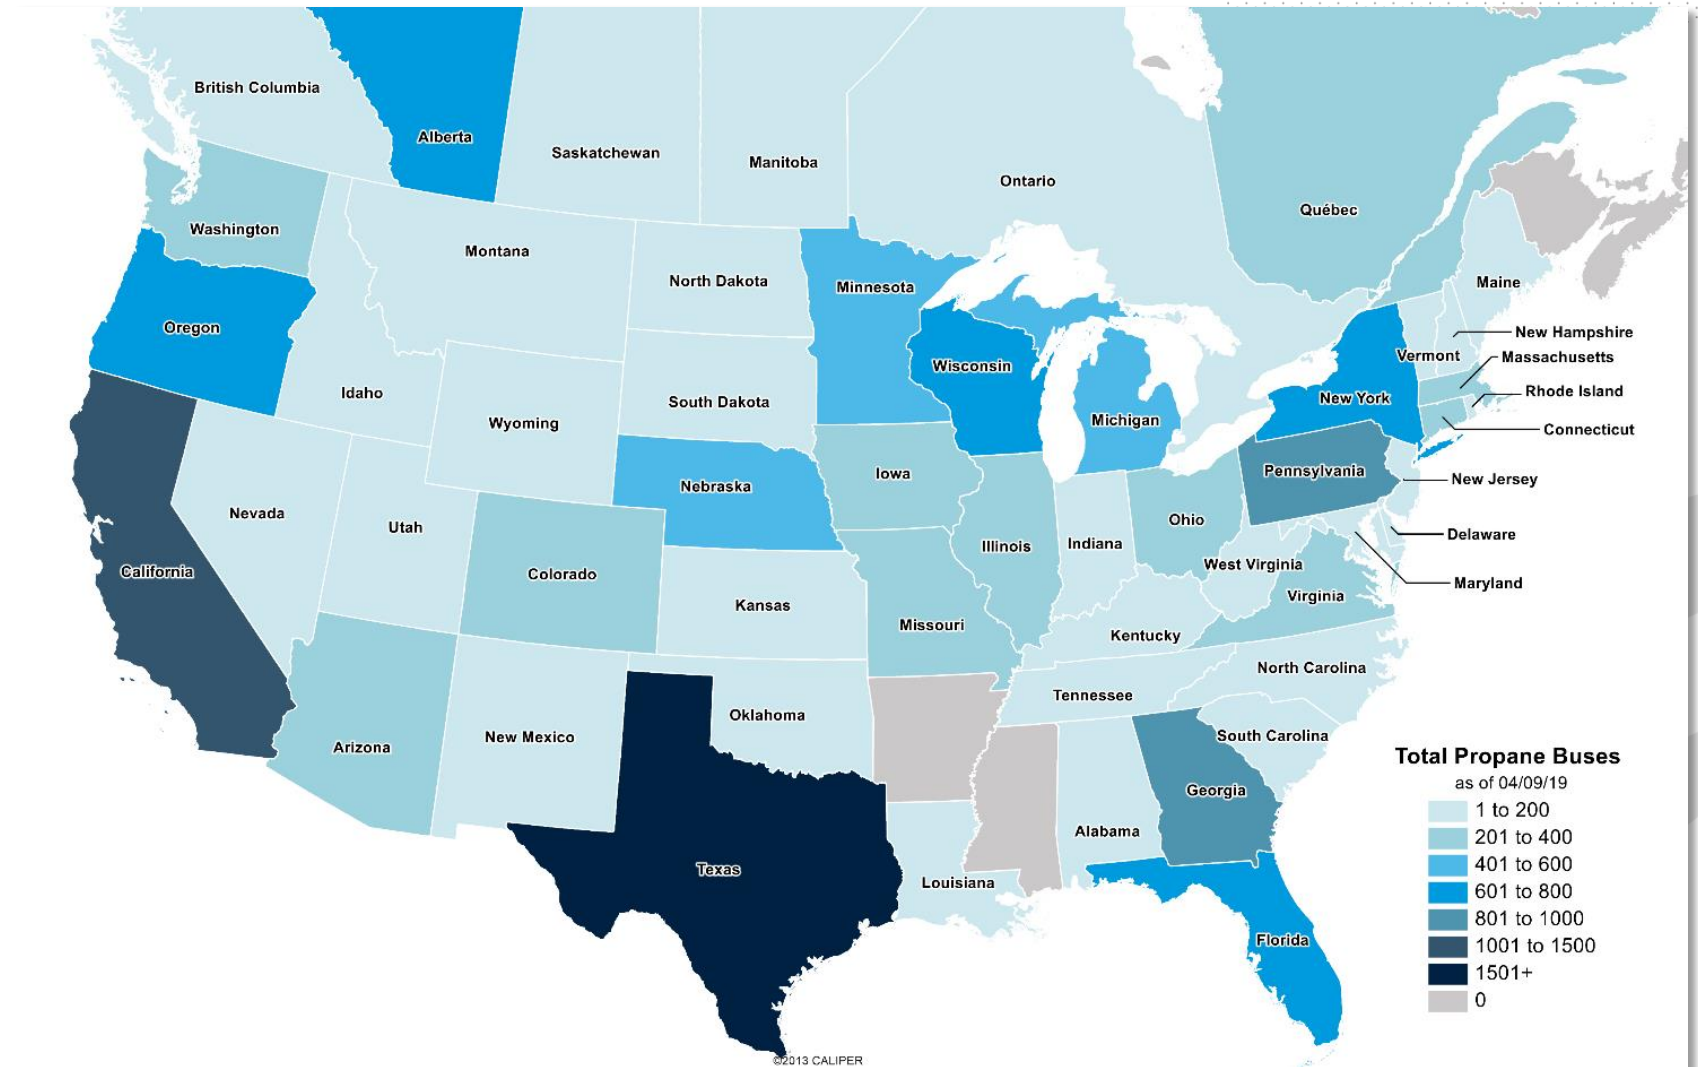 British Columbia
Alberta
Saskatchewan
Manitoba
Ontario
Québec
Washington
Montana
North Dakota
Minnesota
Maine
Oregon
Idaho
Wyoming
South Dakota
Wisconsin
Michigan
New York
Vermont
New Hampshire
Massachusetts
Rhode Island
Connecticut
Nevada
Utah
Colorado
Nebraska
Iowa
Illinois
Indiana
Ohio
Pennsylvania
New Jersey
Delaware
Maryland
West Virginia
Virginia
California
Kansas
Missouri
Kentucky
North Carolina
Tennessee
South Carolina
Arizona
New Mexico
Oklahoma
Texas
Louisiana
Alabama
Georgia
Florida
Total Propane Buses
as of 04/09/19
1 to 200
201 to 400
401 to 600
601 to 800
801 to 1000
1001 to 1500
1501+
0
©2013 CALIPER